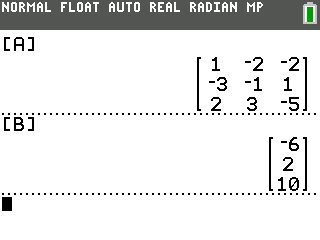 NORMAL FLOAT AUTO REAL RADIAN MP
[A]
[ 1 -2 -2 ]
[ -3 -1 1 ]
[ 2 3 -5 ]
[B]
[ -6 ]
[ 2 ]
[ 10 ]